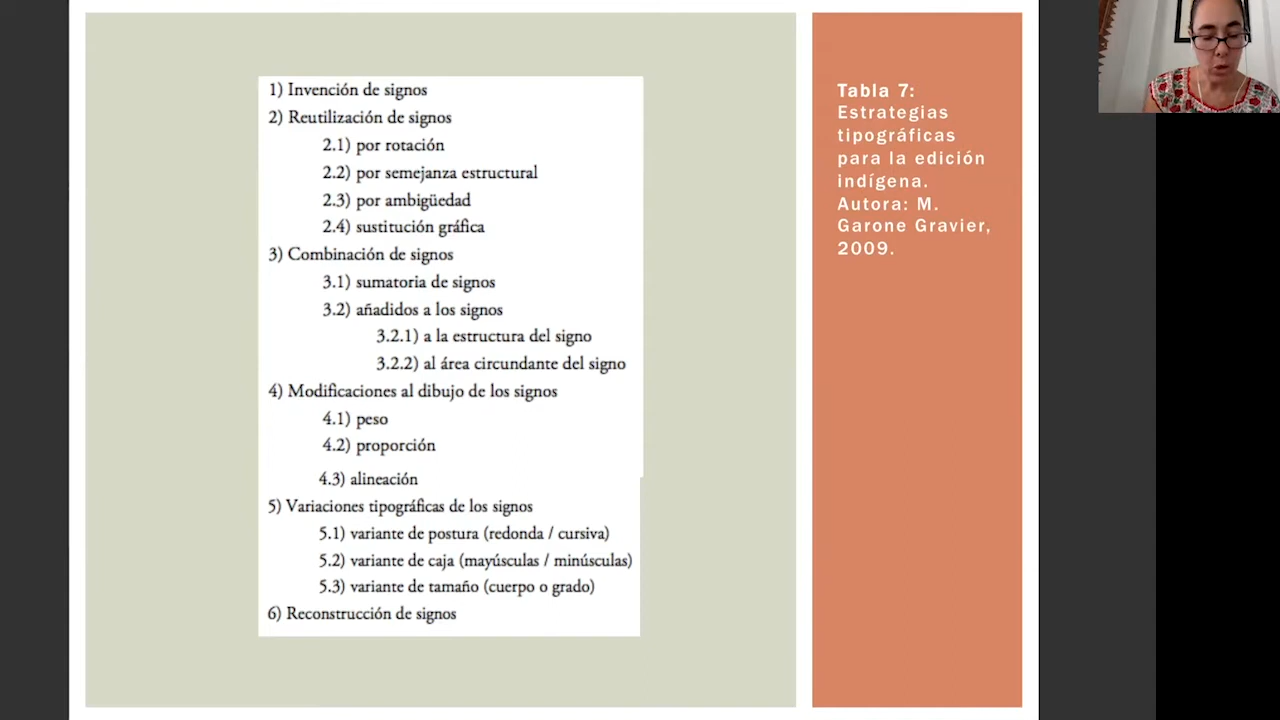 1) Invención de signos
2) Reutilización de signos
2.1) por rotación
2.2) por semejanza estructural
2.3) por ambigüedad
2.4) sustitución gráfica
3) Combinación de signos
3.1) sumatoria de signos
3.2) añadidos a los signos
3.2.1) a la estructura del signo
3.2.2) al área circundante del signo
4) Modificaciones al dibujo de los signos
4.1) peso
4.2) proporción
4.3) alineación
5) Variaciones tipográficas de los signos
5.1) variante de postura (redonda / cursiva)
5.2) variante de caja (mayúsculas / minúsculas)
5.3) variante de tamaño (cuerpo o grado)
6) Reconstrucción de signos
Tabla 7:
Estrategias
tipográficas
para la edición
indígena.
Autora: M.
Garone Gravier,
2009.